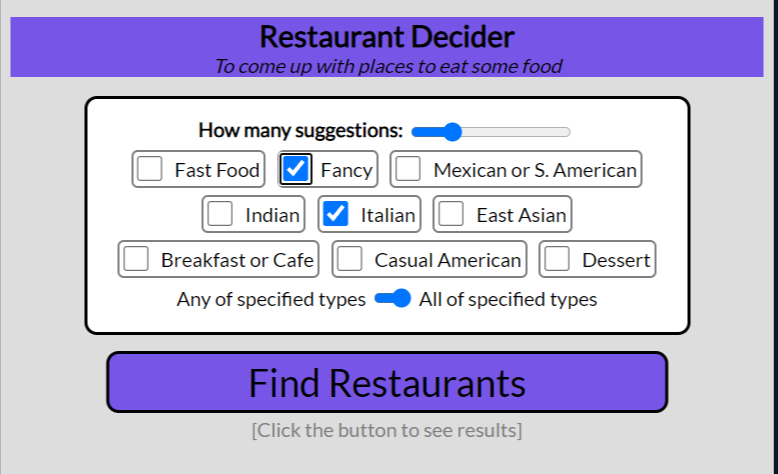 Restaurant Decider
To come up with places to eat some food
How many suggestions:
Fast Food Fancy Mexican or S. American
Indian Italian East Asian
Breakfast or Cafe Casual American Dessert
Any of specified types All of specified types
Find Restaurants
[Click the button to see results]